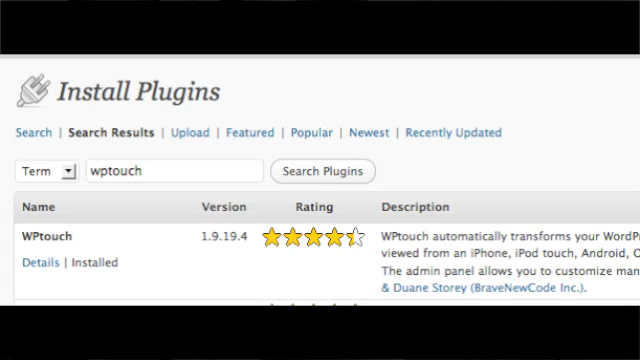 Install Plugins
Search | Search Results | Upload | Featured | Popular | Newest | Recently Updated
Term wptouch Search Plugins
Name Version Rating Description
WPtouch 1.9.19.4 WPtouch automatically transforms your
Details | Installed viewed from an iPhone, iPod touch, Android,
The admin panel allows you to customize
& Duane Storey (BraveNewCode Inc.).